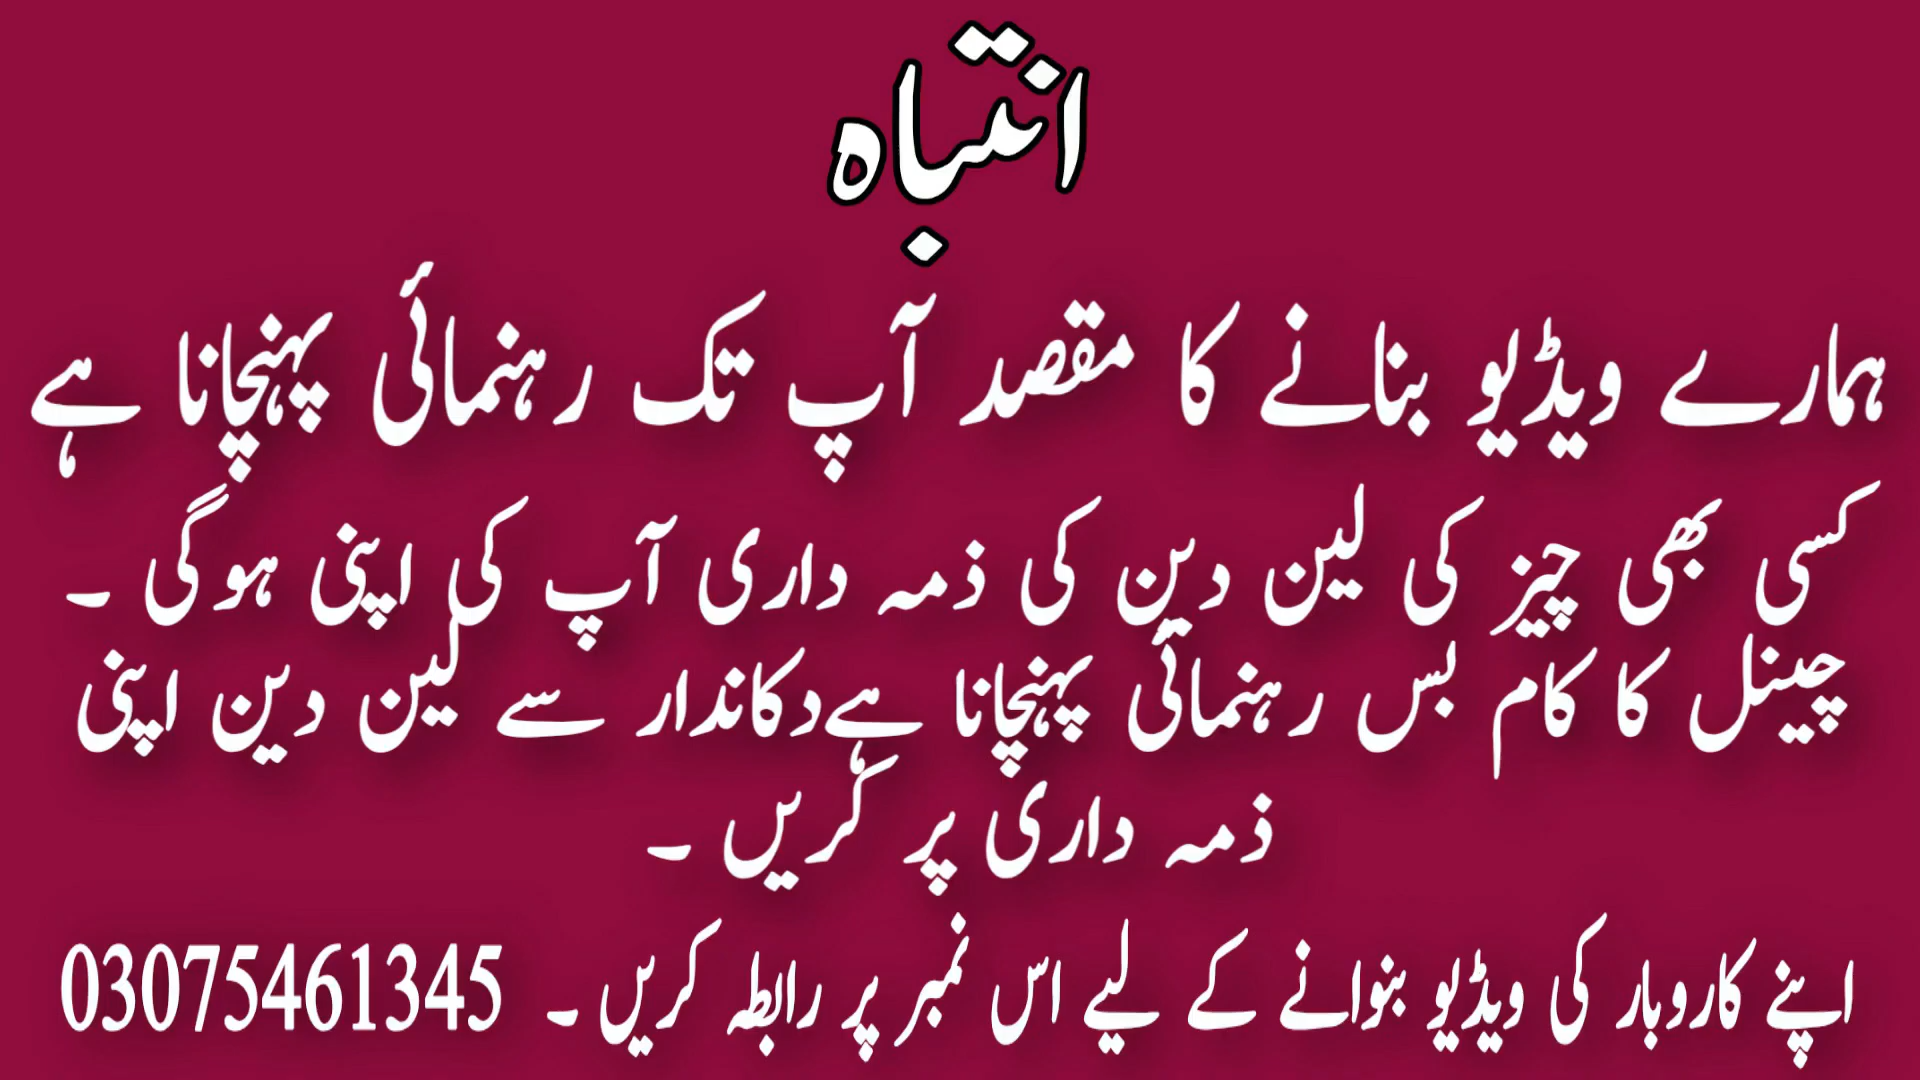 انتباہ
ہمارے ویڈیو بنانے کا مقصد آپ تک رہنمائی پہنچانا ہے
کسی بھی چیز کی لین دین کی ذمہ داری آپ کی اپنی ہوگی ۔
چینل کا کام بس رہنمائی پہنچانا ہےدکاندار سے لین دین اپنی
ذمہ داری پر کریں ۔
اپنے کاروبار کی ویڈیو بنوانے کے لیے اس نمبر پر رابطہ کریں ۔ 03075461345